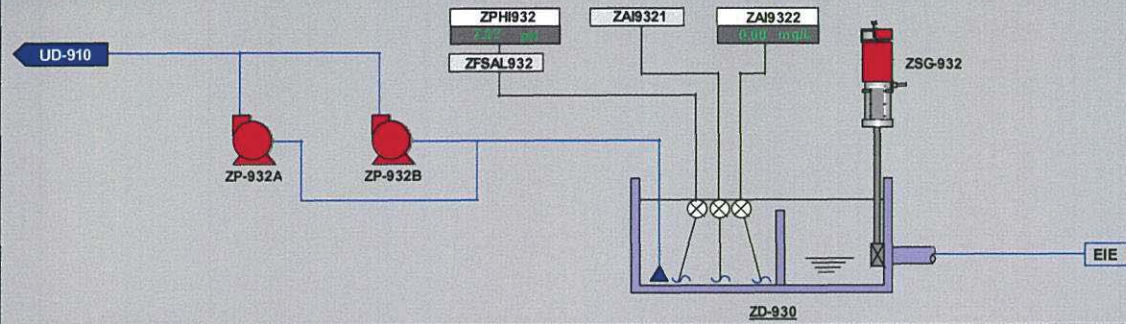 ZPHI932
ZAI9321
ZAI9322
0.00 mg/L
ZFSAL932
UD-910
ZSG-932
ZP-932A
ZP-932B
EIE
ZD-930